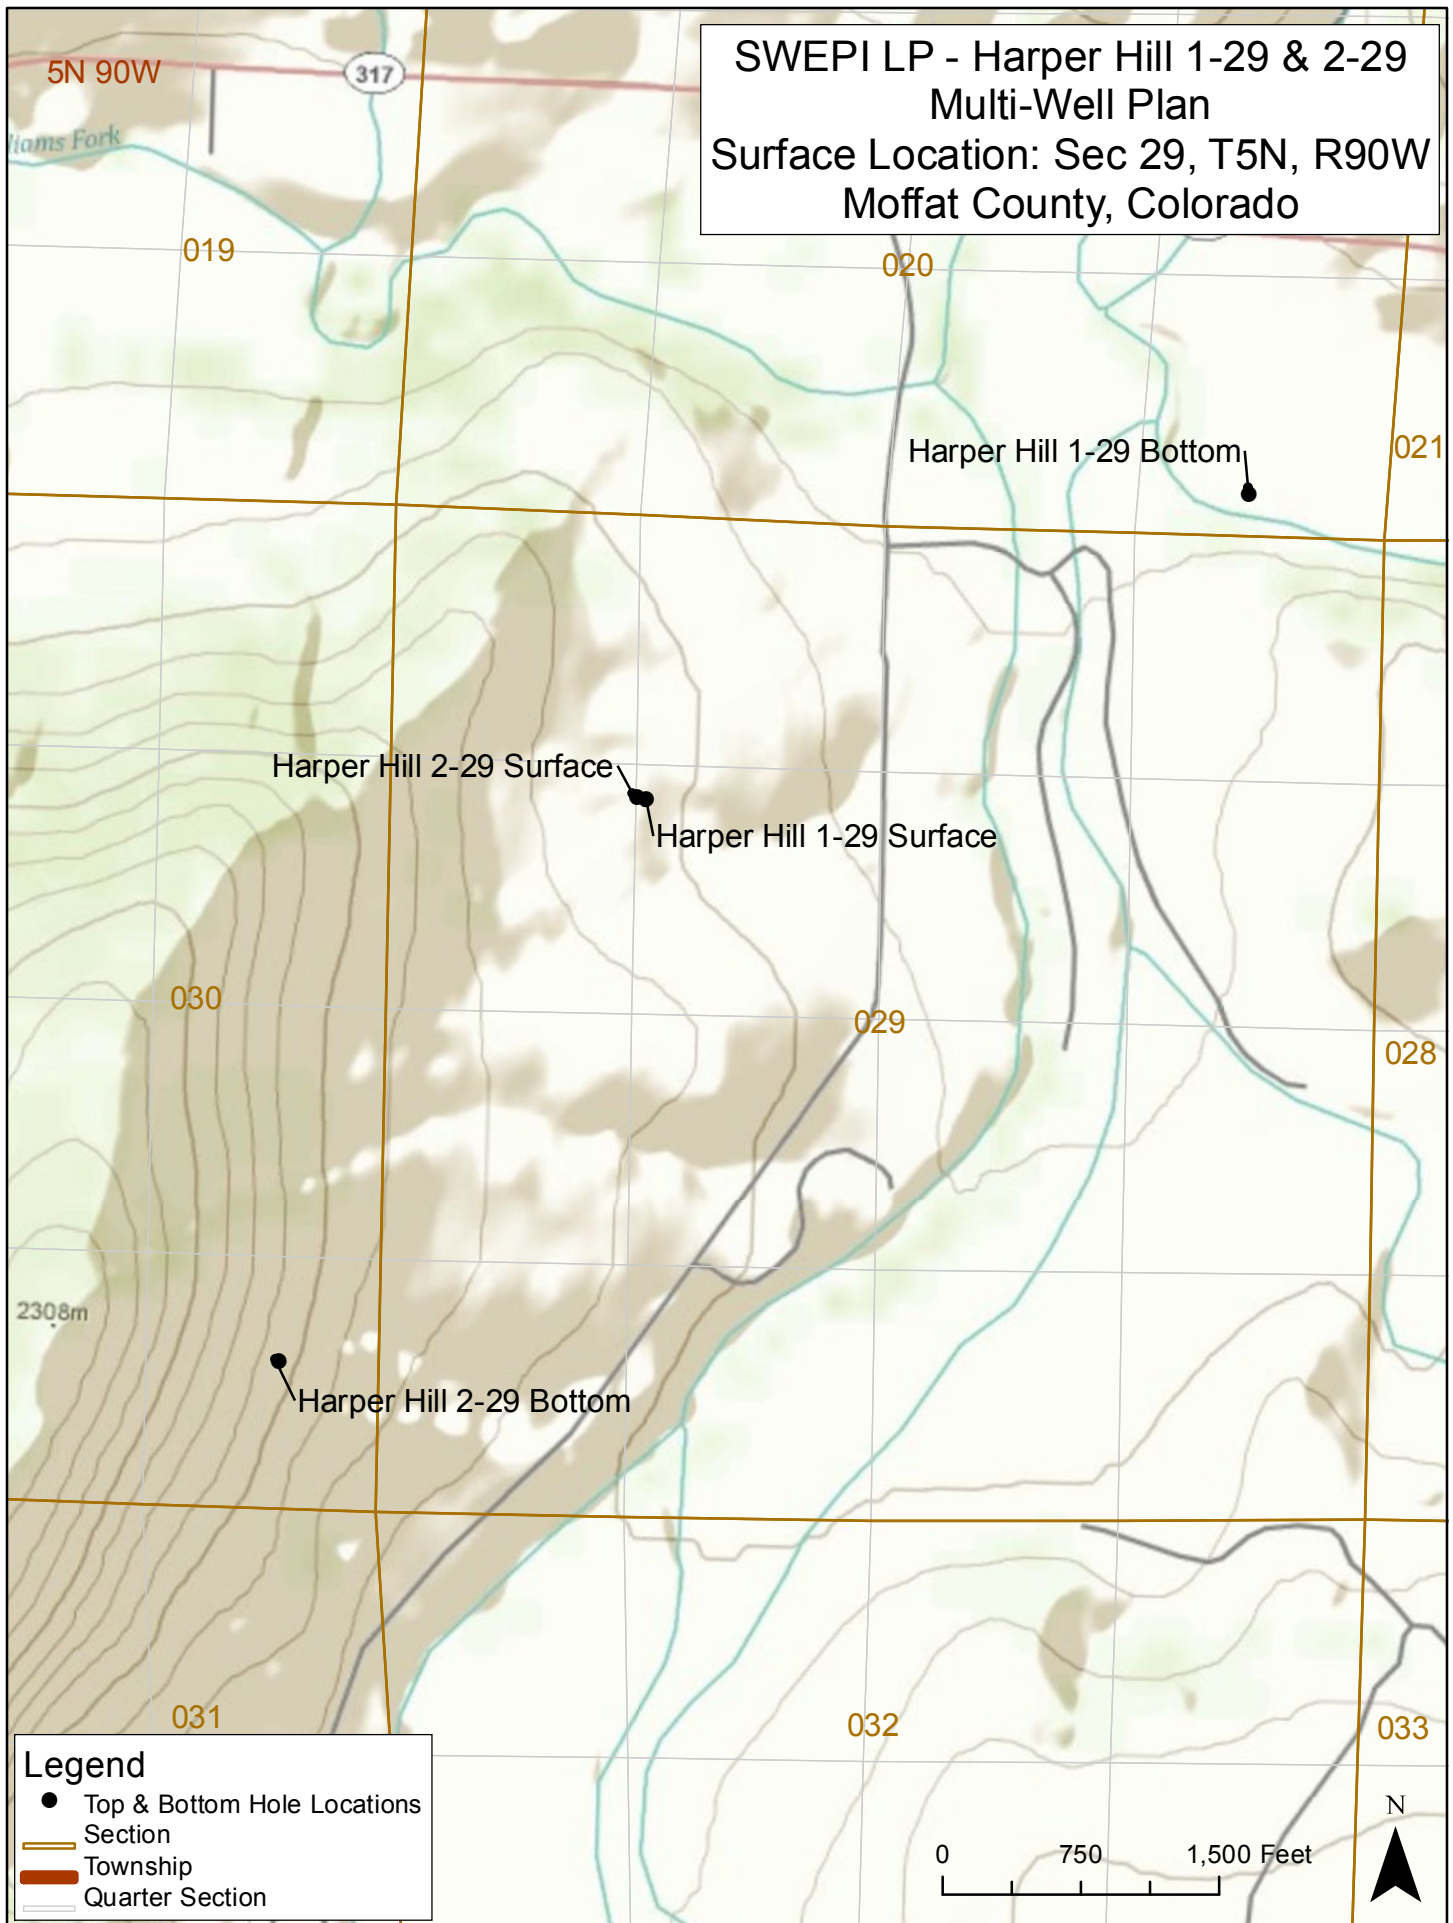 SWEPI LP - Harper Hill 1-29 & 2-29
Multi-Well Plan
Surface Location: Sec 29, T5N, R90W
Moffat County, Colorado
5N 90W
317
liams Fork
019
020
021
Harper Hill 1-29 Bottom
Harper Hill 2-29 Surface
Harper Hill 1-29 Surface
030
029
028
2308m
Harper Hill 2-29 Bottom
031
032
033
Legend
Top & Bottom Hole Locations
Section
Township
Quarter Section
0 750 1,500 Feet
N